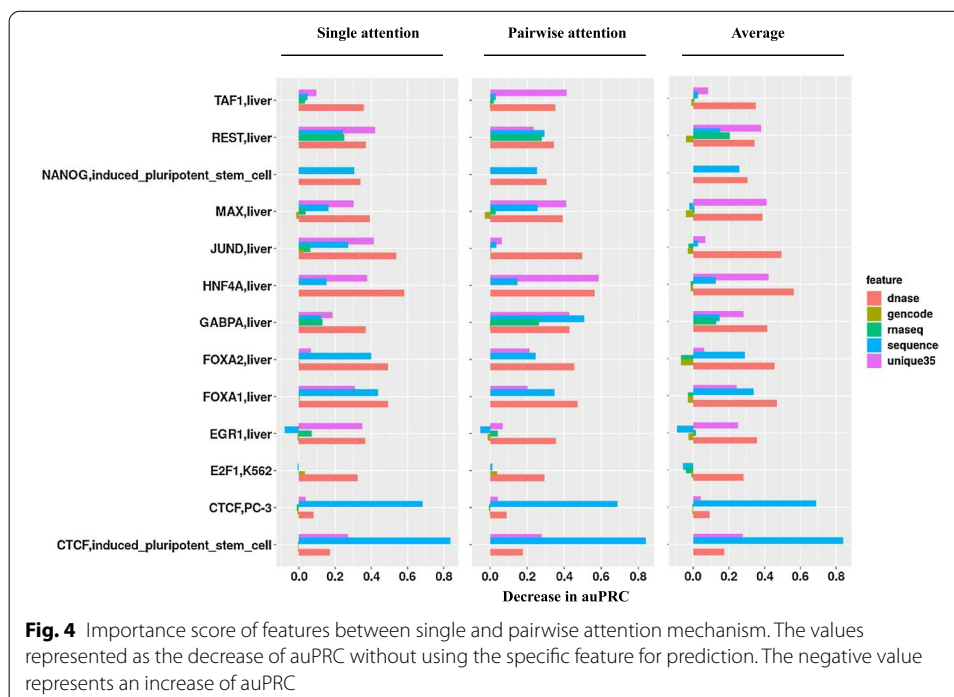 Single attention
Pairwise attention
Average
TAF1,liver
REST,liver
NANOG,induced_pluripotent_stem_cell
MAX,liver
JUND,liver
HNF4A,liver
GABPA,liver
FOXA2,liver
FOXA1,liver
EGR1,liver
E2F1,K562
CTCF,PC-3
CTCF,induced_pluripotent_stem_cell
feature
dnase
gencode
rnaseq
sequence
unique35
0.0 0.2 0.4 0.6 0.8
0.0 0.2 0.4 0.6 0.8
0.0 0.2 0.4 0.6 0.8
Decrease in auPRC
Fig. 4 Importance score of features between single and pairwise attention mechanism. The values
represented as the decrease of auPRC without using the specific feature for prediction. The negative value
represents an increase of auPRC